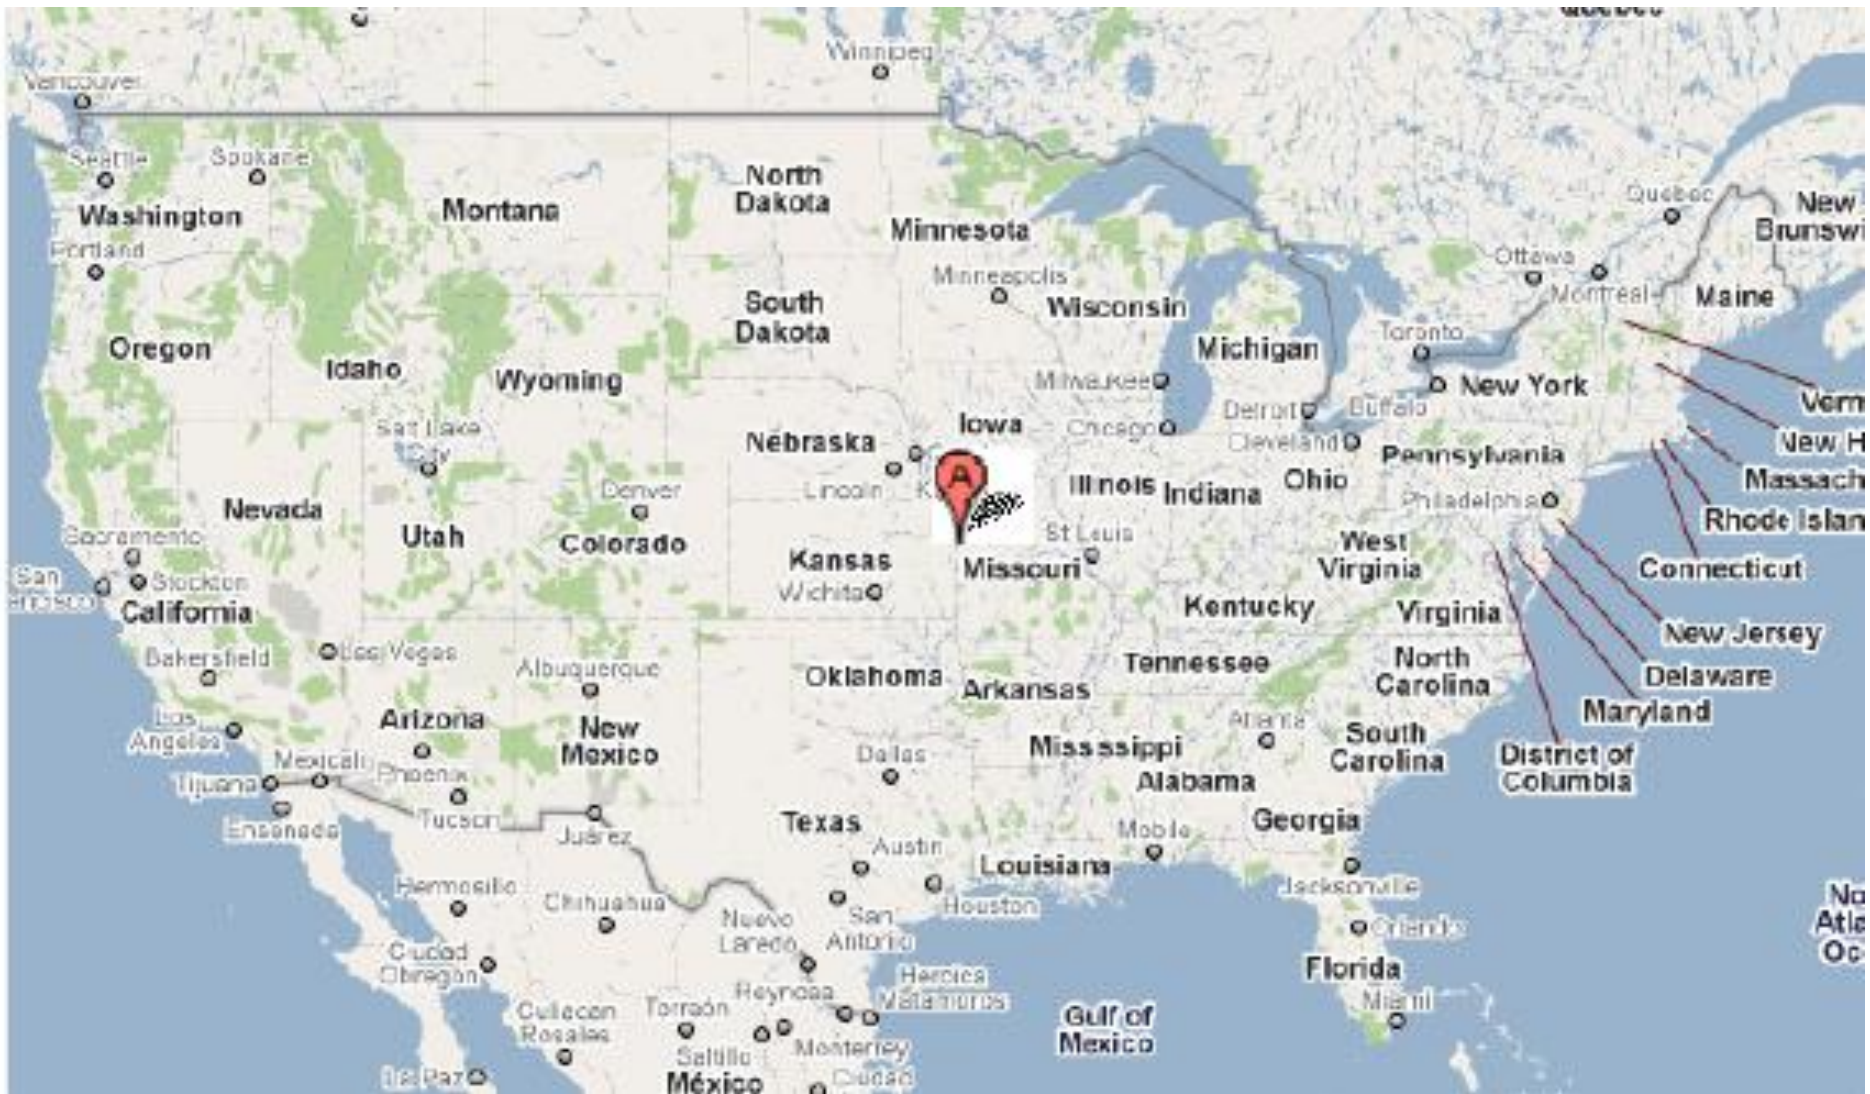 Quebec
Winnipeg
Vancouver
Seattle
Spokane
Washington
Portland
Montana
North
Dakota
Minnesota
Minneapolis
Quebec
New
Brunswi
Ottawa
Montreal
Maine
South
Dakota
Wisconsin
Michigan
Toronto
Oregon
Idaho
Wyoming
Milwaukee
New York
Detroit
Buffalo
Verm
Salt Lake
City
Nebraska
Iowa
Chicago
Cleveland
New H
Pennsylvania
Massach
Nevada
Denver
Lincoln
K
A
Illinois
Indiana
Ohio
Philadelphia
Rhode Islan
Sacramento
Utah
Colorado
Kansas
St Louis
West
Virginia
Connecticut
San
ancisco
Stockton
California
Wichita
Missouri
Kentucky
Virginia
New Jersey
Bakersfield
Las Vegas
Albuquerque
Oklahoma
Arkansas
Tennessee
North
Carolina
Delaware
Los
Angeles
Arizona
New
Mexico
Atlanta
Maryland
Mexicali
Phoenix
Dallas
Mississippi
Alabama
South
Carolina
District of
Columbia
Tijuana
Ensenada
Tucson
Juárez
Texas
Mobile
Georgia
Austin
Louisiana
Jacksonville
Hermosillo
Chihuahua
Nuevo
Laredo
San
Antonio
Houston
Orlando
No
Atla
Oc
Ciudad
Obregon
Heroica
Matamoros
Florida
Miami
Culiacan
Rosales
Torreón
Reynosa
Gulf of
Mexico
Saltillo
Monterrey
La Paz
México
Ciudad